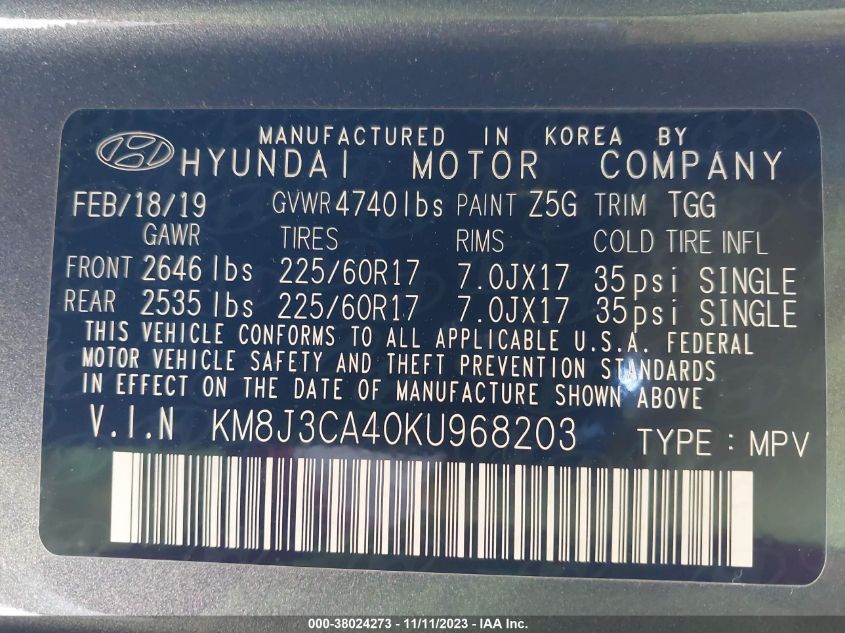 MANUFACTURED IN KOREA BY
HYUNDAI MOTOR COMPANY
FEB/18/19 GVWR 4740lbs PAINT Z5G TRIM TGG
GAWR TIRES RIMS COLD TIRE INFL
FRONT 2646 lbs 225/60R17 7.0JX17 35psi SINGLE
REAR 2535 lbs 225/60R17 7.0JX17 35psi SINGLE
THIS VEHICLE CONFORMS TO ALL APPLICABLE U.S.A. FEDERAL
MOTOR VEHICLE SAFETY AND THEFT PREVENTION STANDARDS
IN EFFECT ON THE DATE OF MANUFACTURE SHOWN ABOVE
V.I.N KM8J3CA40KU968203 TYPE : MPV
000-38024273 - 11/11/2023 - IAA Inc.